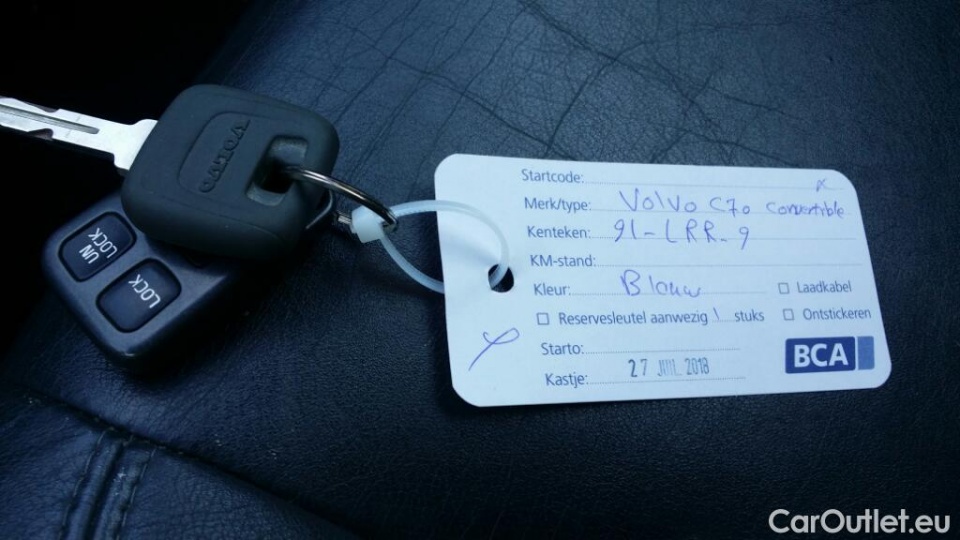 VOLVO
UN LOCK
LOCK
Startcode:
Merk/type: Volvo C70 Convertible
Kenteken: 91-LRR-9
KM-stand:
Kleur: Blauw ☐ Laadkabel
☐ Reservesleutel aanwezig 1 stuks ☐ Ontstickeren
Starto:
Kastje: 27 JUIL 2018
BCA
CarOutlet.eu